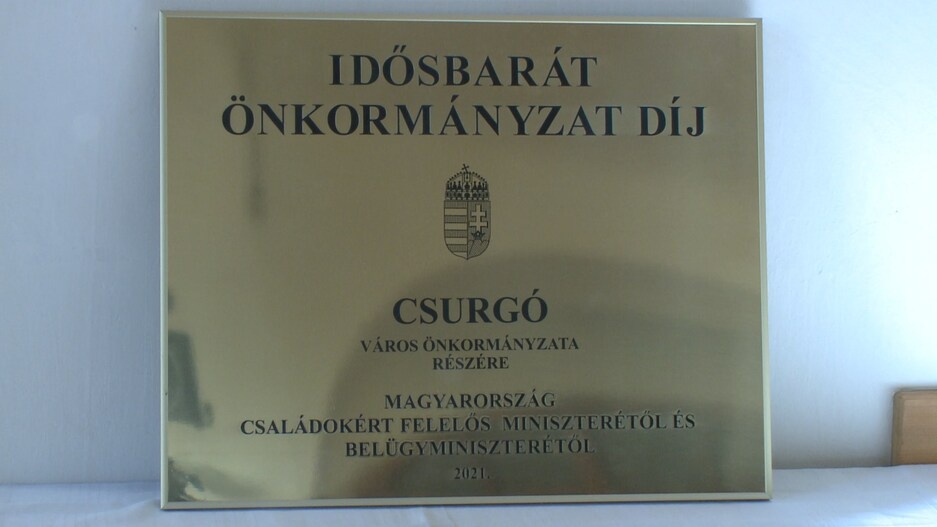 IDŐSBARÁT
ÖNKORMÁNYZAT DÍJ
CSURGÓ
VÁROS ÖNKORMÁNYZATA
RÉSZÉRE
MAGYARORSZÁG
CSALÁDOKÉRT FELELŐS MINISZTERÉTŐL ÉS
BELÜGYMINISZTERÉTŐL
2021.